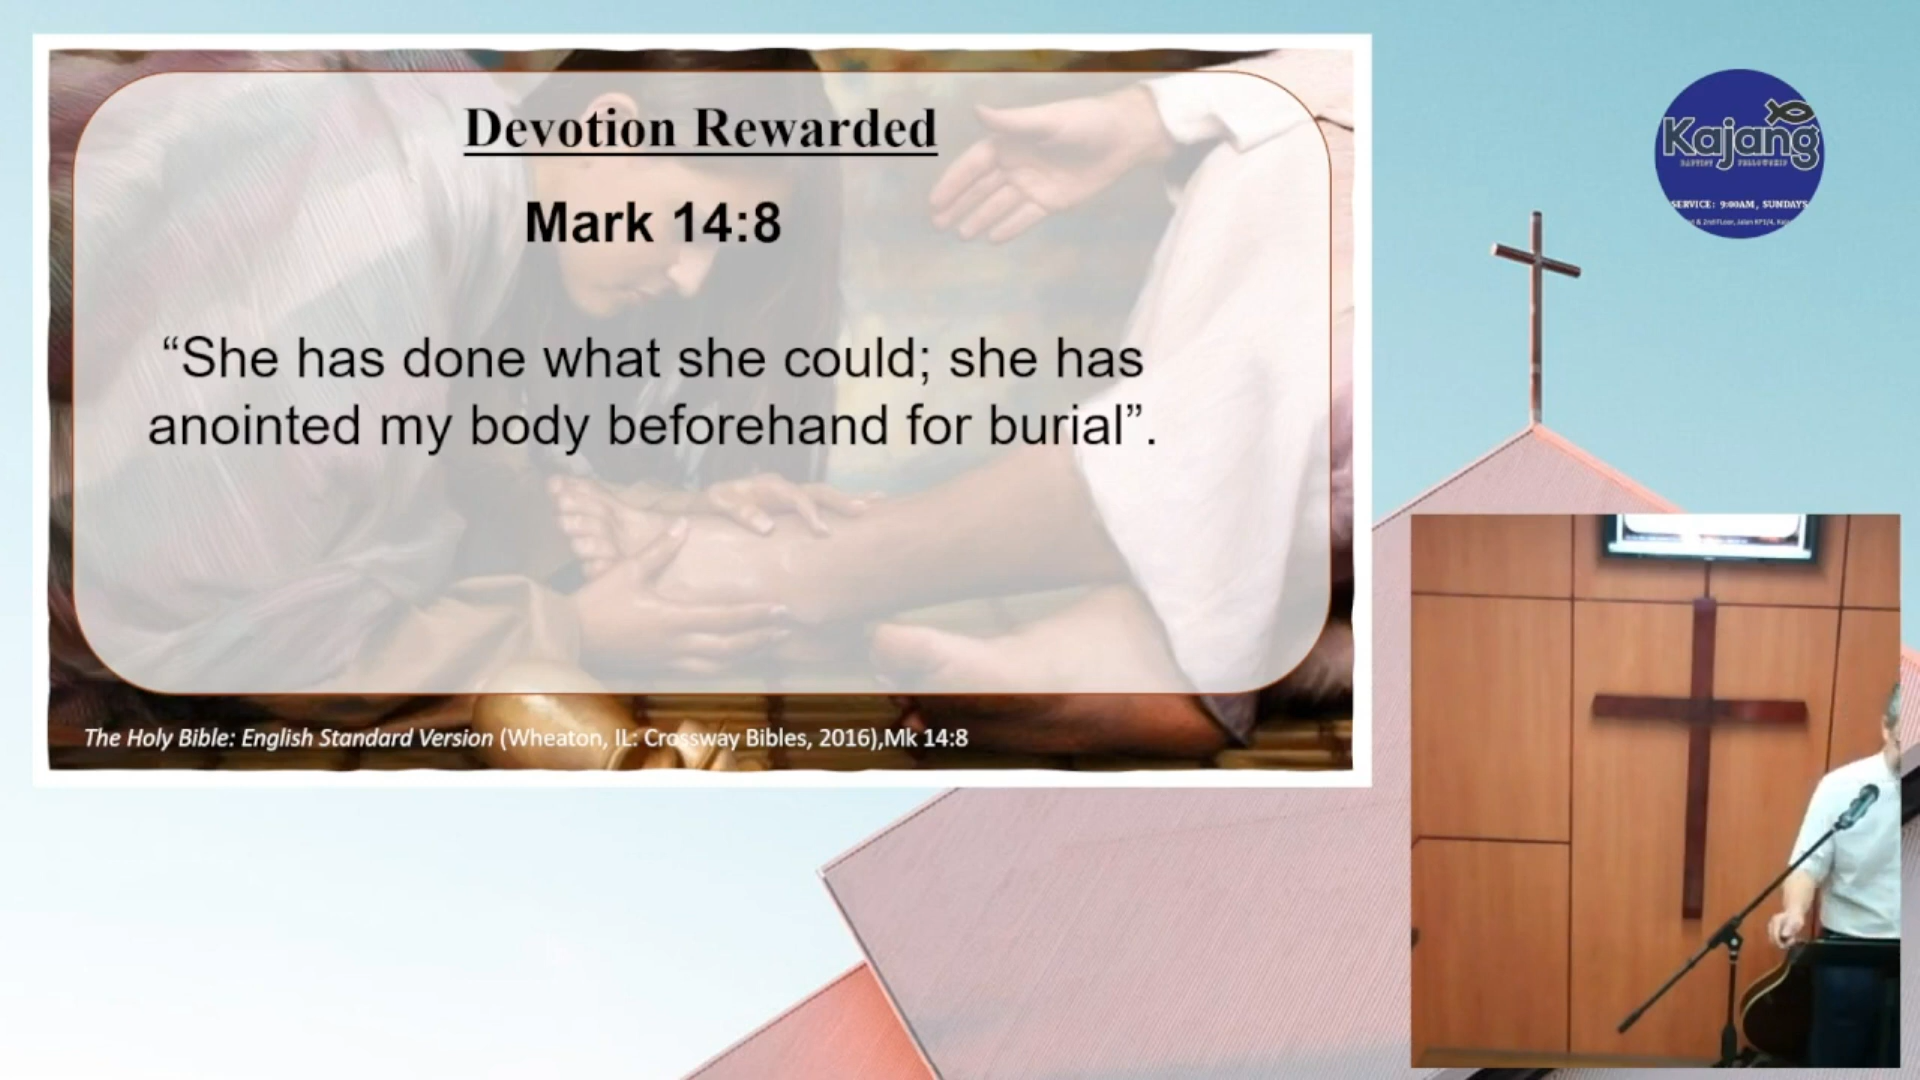 Devotion Rewarded
Mark 14:8
“She has done what she could; she has
anointed my body beforehand for burial”.
The Holy Bible: English Standard Version (Wheaton, IL: Crossway Bibles, 2016),Mk 14:8
Kajang
BAPTIST FELLOWSHIP
SERVICE: 9:00AM, SUNDAYS